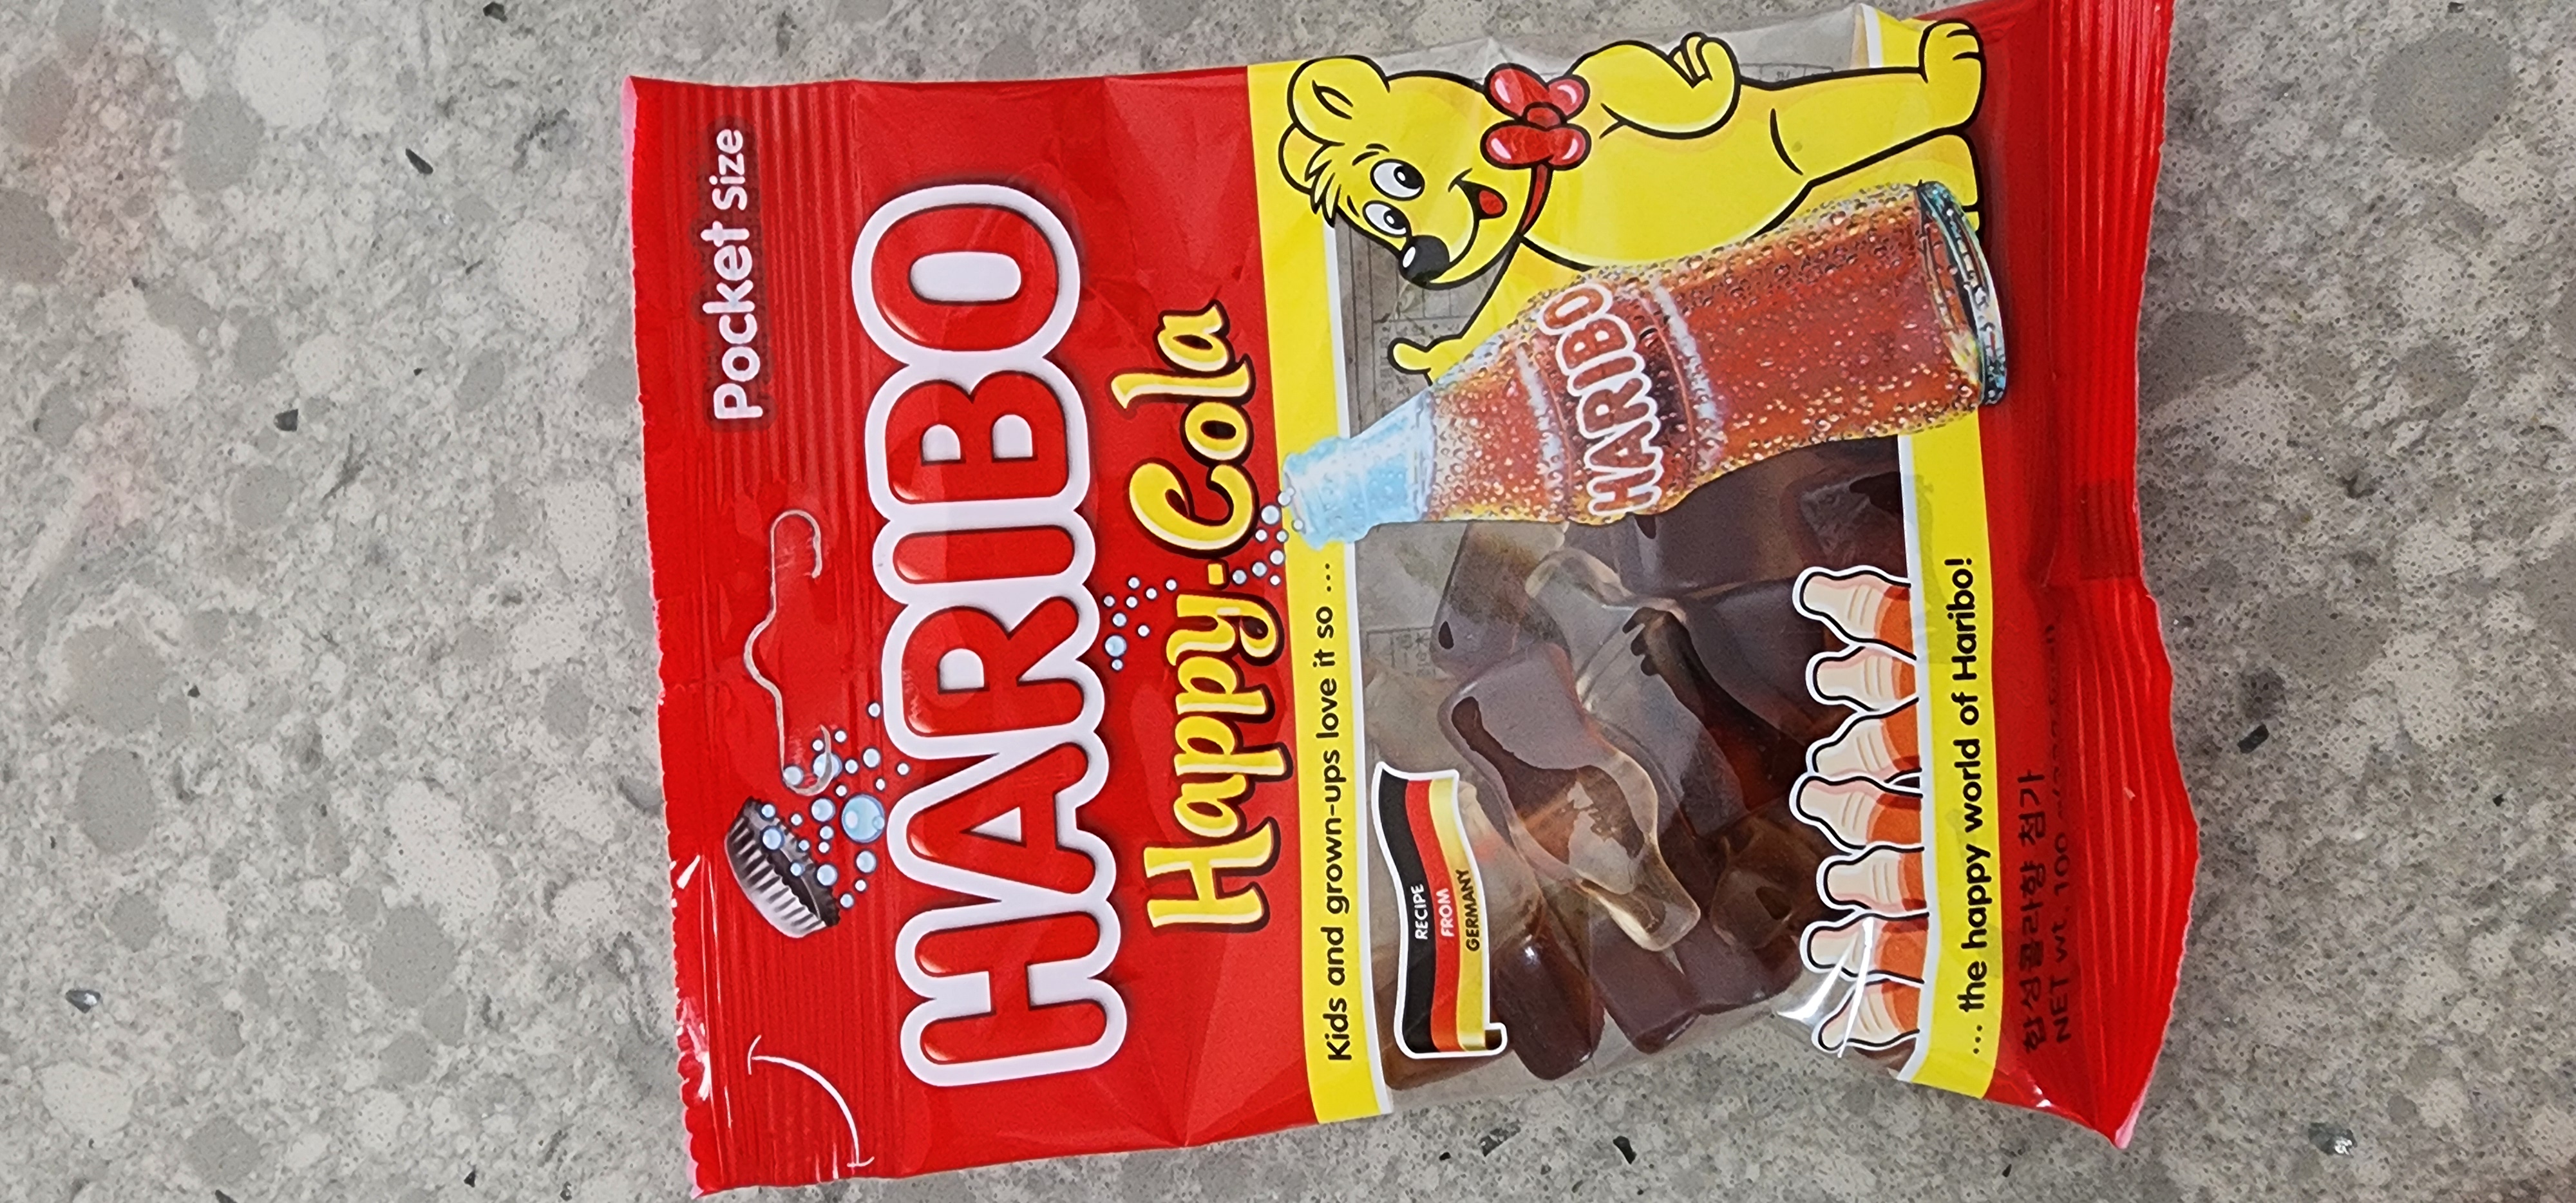 Pocket Size
HARIBO
Happy-Cola
Kids and grown-ups love it so ...
HARIBO
RECIPE
FROM
GERMANY
... the happy world of Haribo!
합성콜라향 첨가
NET wt. 100